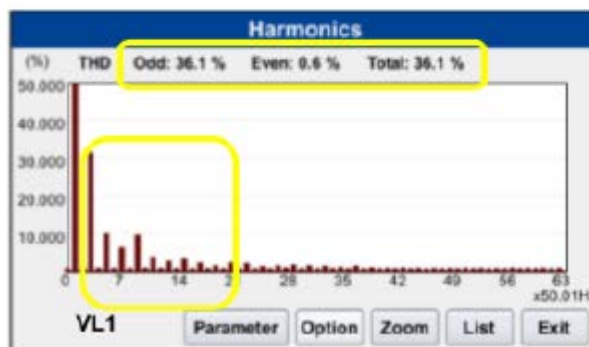 Harmonics
(%) THD Odd: 36.1 % Even: 0.6 % Total: 36.1 %
50.000
40.000
30.000
20.000
10.000
0 7 14 21 28 35 42 49 56 63
x50.01H
VL1 Parameter Option Zoom List Exit